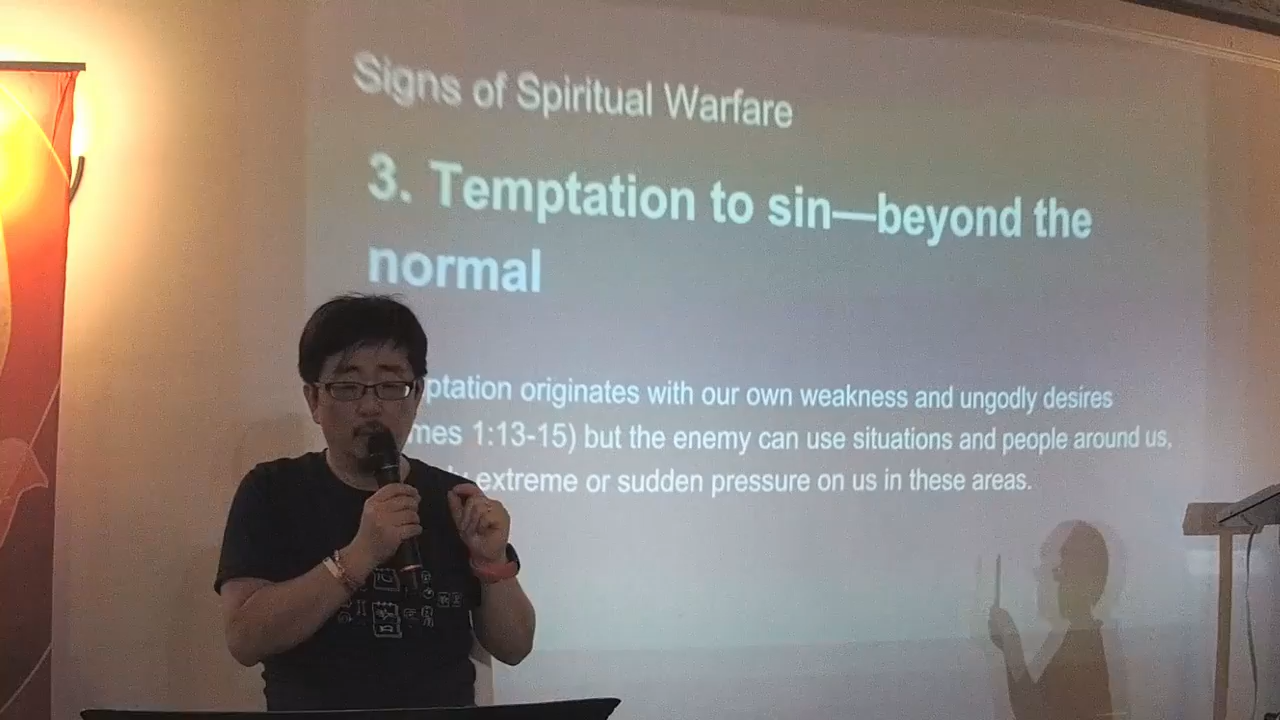 Signs of Spiritual Warfare
3. Temptation to sin—beyond the
normal
ptation originates with our own weakness and ungodly desires
mes 1:13-15) but the enemy can use situations and people around us,
extreme or sudden pressure on us in these areas.